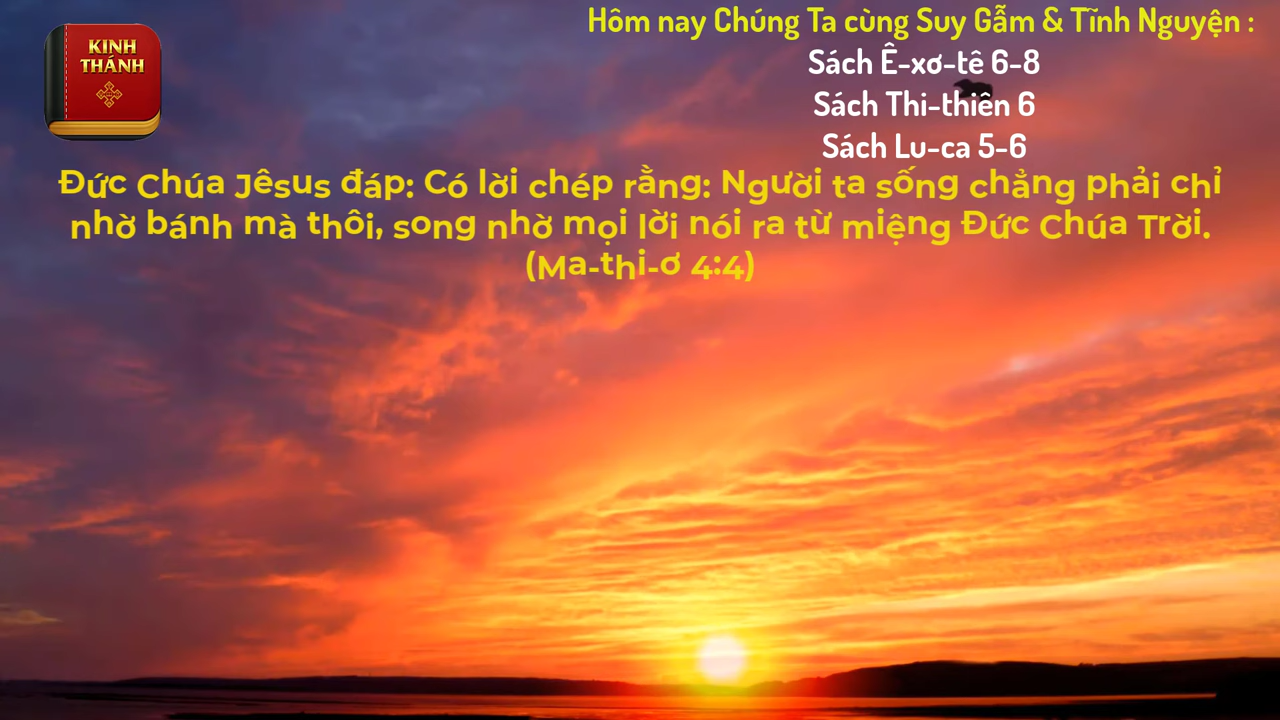 KINH
THÁNH
Hôm nay Chúng Ta cùng Suy Gẫm & Tĩnh Nguyện :
Sách Ê-xơ-tê 6-8
Sách Thi-thiên 6
Sách Lu-ca 5-6
Đức Chúa Jêsus đáp: Có lời chép rằng: Người ta sống chẳng phải chỉ
nhờ bánh mà thôi, song nhờ mọi lời nói ra từ miệng Đức Chúa Trời.
(Ma-thi-ơ 4:4)